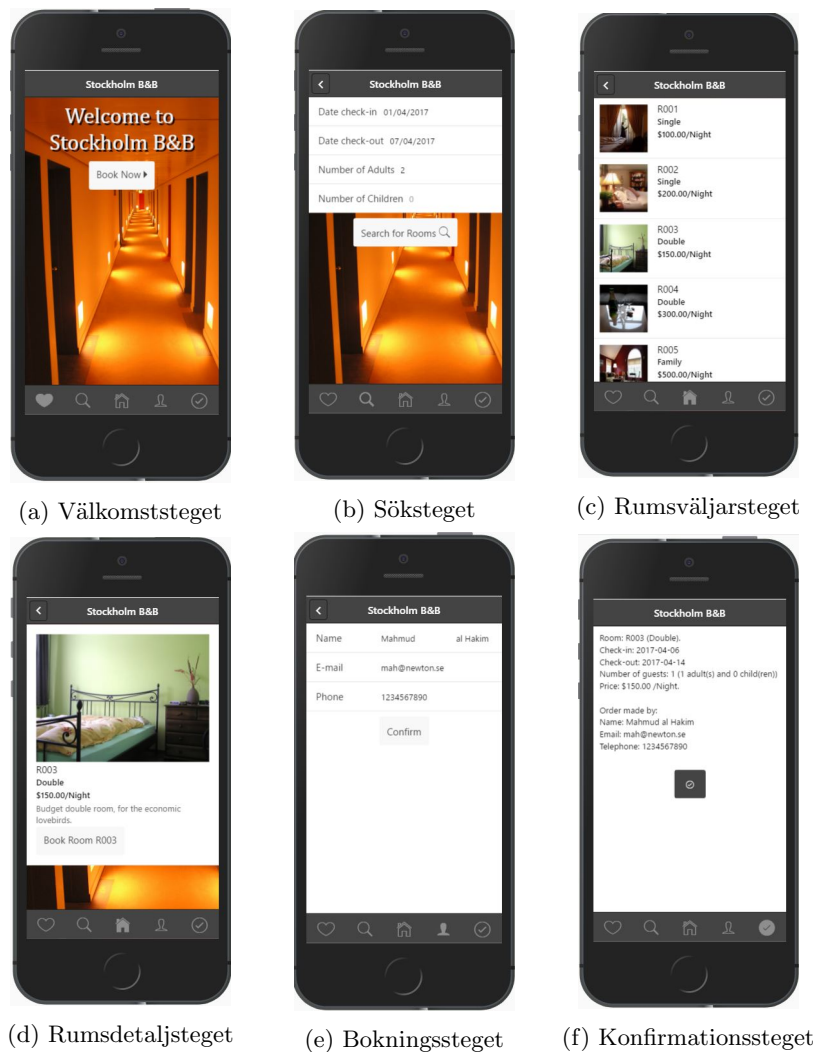 Stockholm B&B
Welcome to
Stockholm B&B
Book Now
(a) Välkomststeget
Stockholm B&B
Date check-in 01/04/2017
Date check-out 07/04/2017
Number of Adults 2
Number of Children 0
Search for Rooms
(b) Söksteget
Stockholm B&B
R001
Single
$100.00/Night
R002
Single
$200.00/Night
R003
Double
$150.00/Night
R004
Double
$300.00/Night
R005
Family
$500.00/Night
(c) Rumsväljarsteget
Stockholm B&B
R003
Double
$150.00/Night
Budget double room, for the economic
lovebirds.
Book Room R003
(d) Rumsdetaljsteget
Stockholm B&B
Name Mahmud al Hakim
E-mail mah@newton.se
Phone 1234567890
Confirm
(e) Bokningssteget
Stockholm B&B
Room: R003 (Double).
Check-in: 2017-04-06
Check-out: 2017-04-14
Number of guests: 1 (1 adult(s) and 0 child(ren))
Price: $150.00 /Night.
Order made by:
Name: Mahmud al Hakim
Email: mah@newton.se
Telephone: 1234567890
(f) Konfirmationssteget